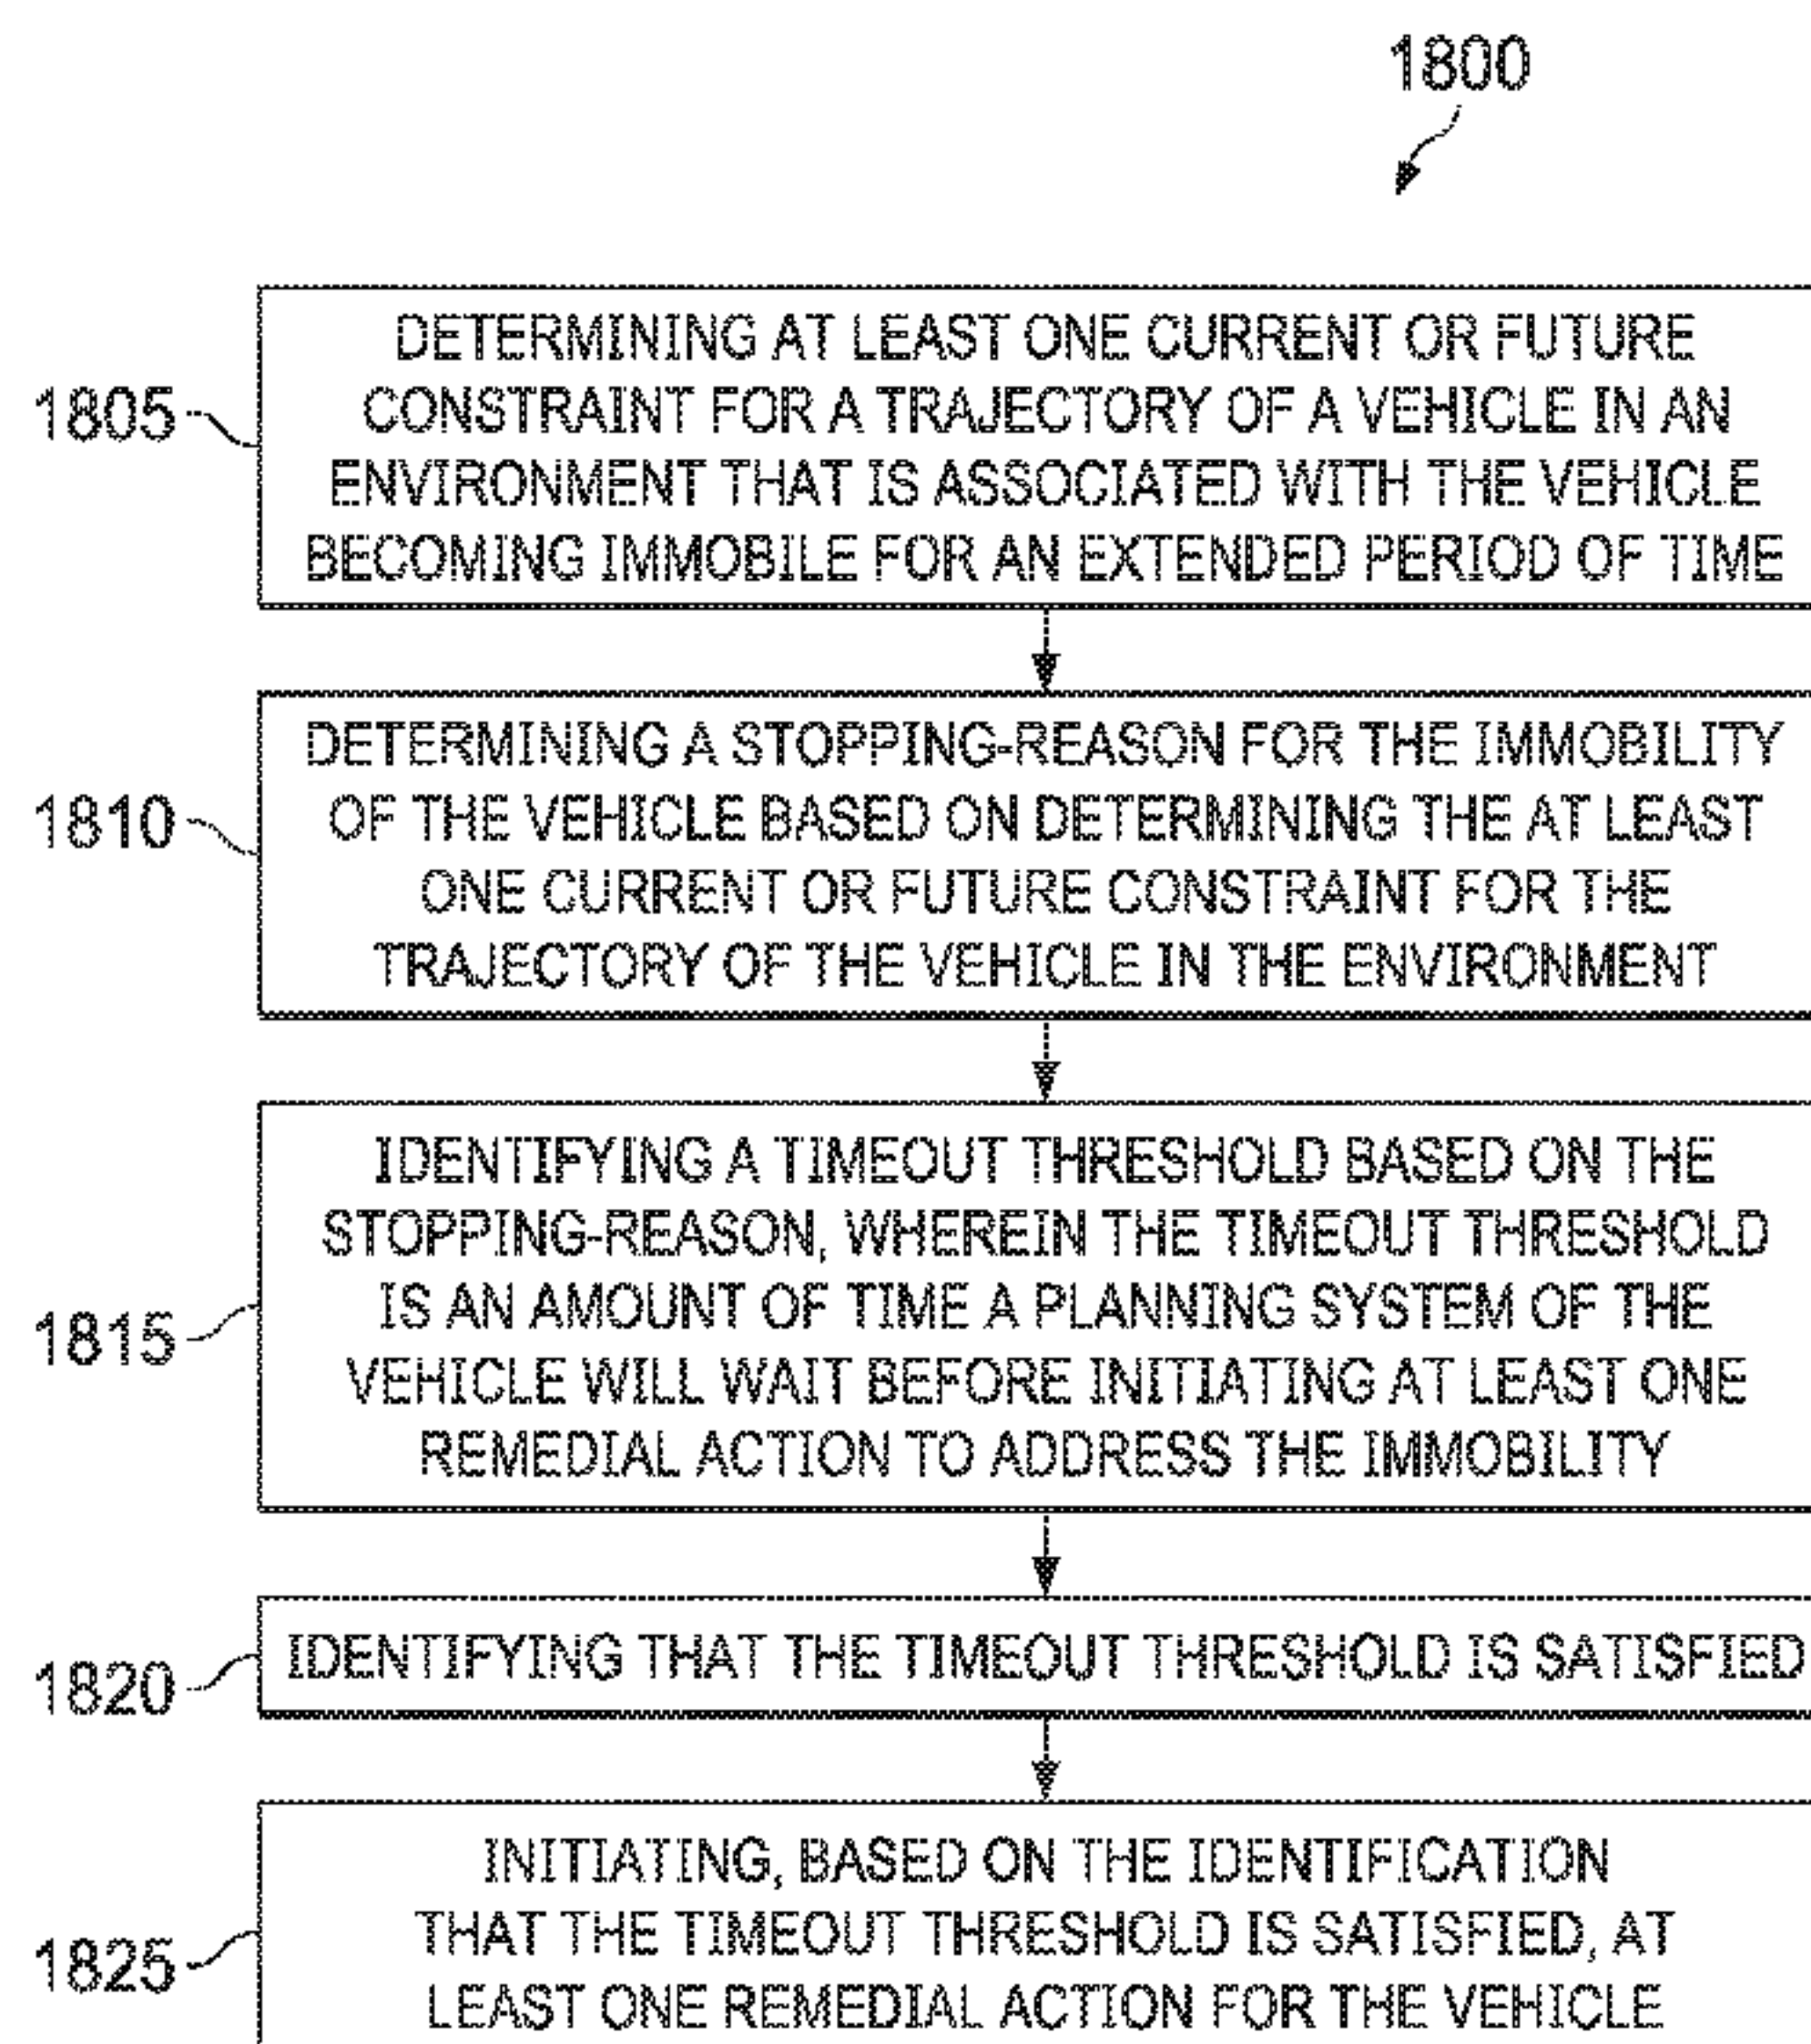 1800
DETERMINING AT LEAST ONE CURRENT OR FUTURE
1805
CONSTRAINT FOR A TRAJECTORY OF A VEHICLE IN AN
ENVIRONMENT THAT IS ASSOCIATED WITH THE VEHICLE
BECOMING IMMOBILE FOR AN EXTENDED PERIOD OF TIME
DETERMINING A STOPPING-REASON FOR THE IMMOBILITY
1810
OF THE VEHICLE BASED ON DETERMINING THE AT LEAST
ONE CURRENT OR FUTURE CONSTRAINT FOR THE
TRAJECTORY OF THE VEHICLE IN THE ENVIRONMENT
IDENTIFYING A TIMEOUT THRESHOLD BASED ON THE
STOPPING-REASON, WHEREIN THE TIMEOUT THRESHOLD
1815
IS AN AMOUNT OF TIME A PLANNING SYSTEM OF THE
VEHICLE WILL WAIT BEFORE INITIATING AT LEAST ONE
REMEDIAL ACTION TO ADDRESS THE IMMOBILITY
1820
IDENTIFYING THAT THE TIMEOUT THRESHOLD IS SATISFIED
INITIATING, BASED ON THE IDENTIFICATION
1825
THAT THE TIMEOUT THRESHOLD IS SATISFIED, AT
LEAST ONE REMEDIAL ACTION FOR THE VEHICLE